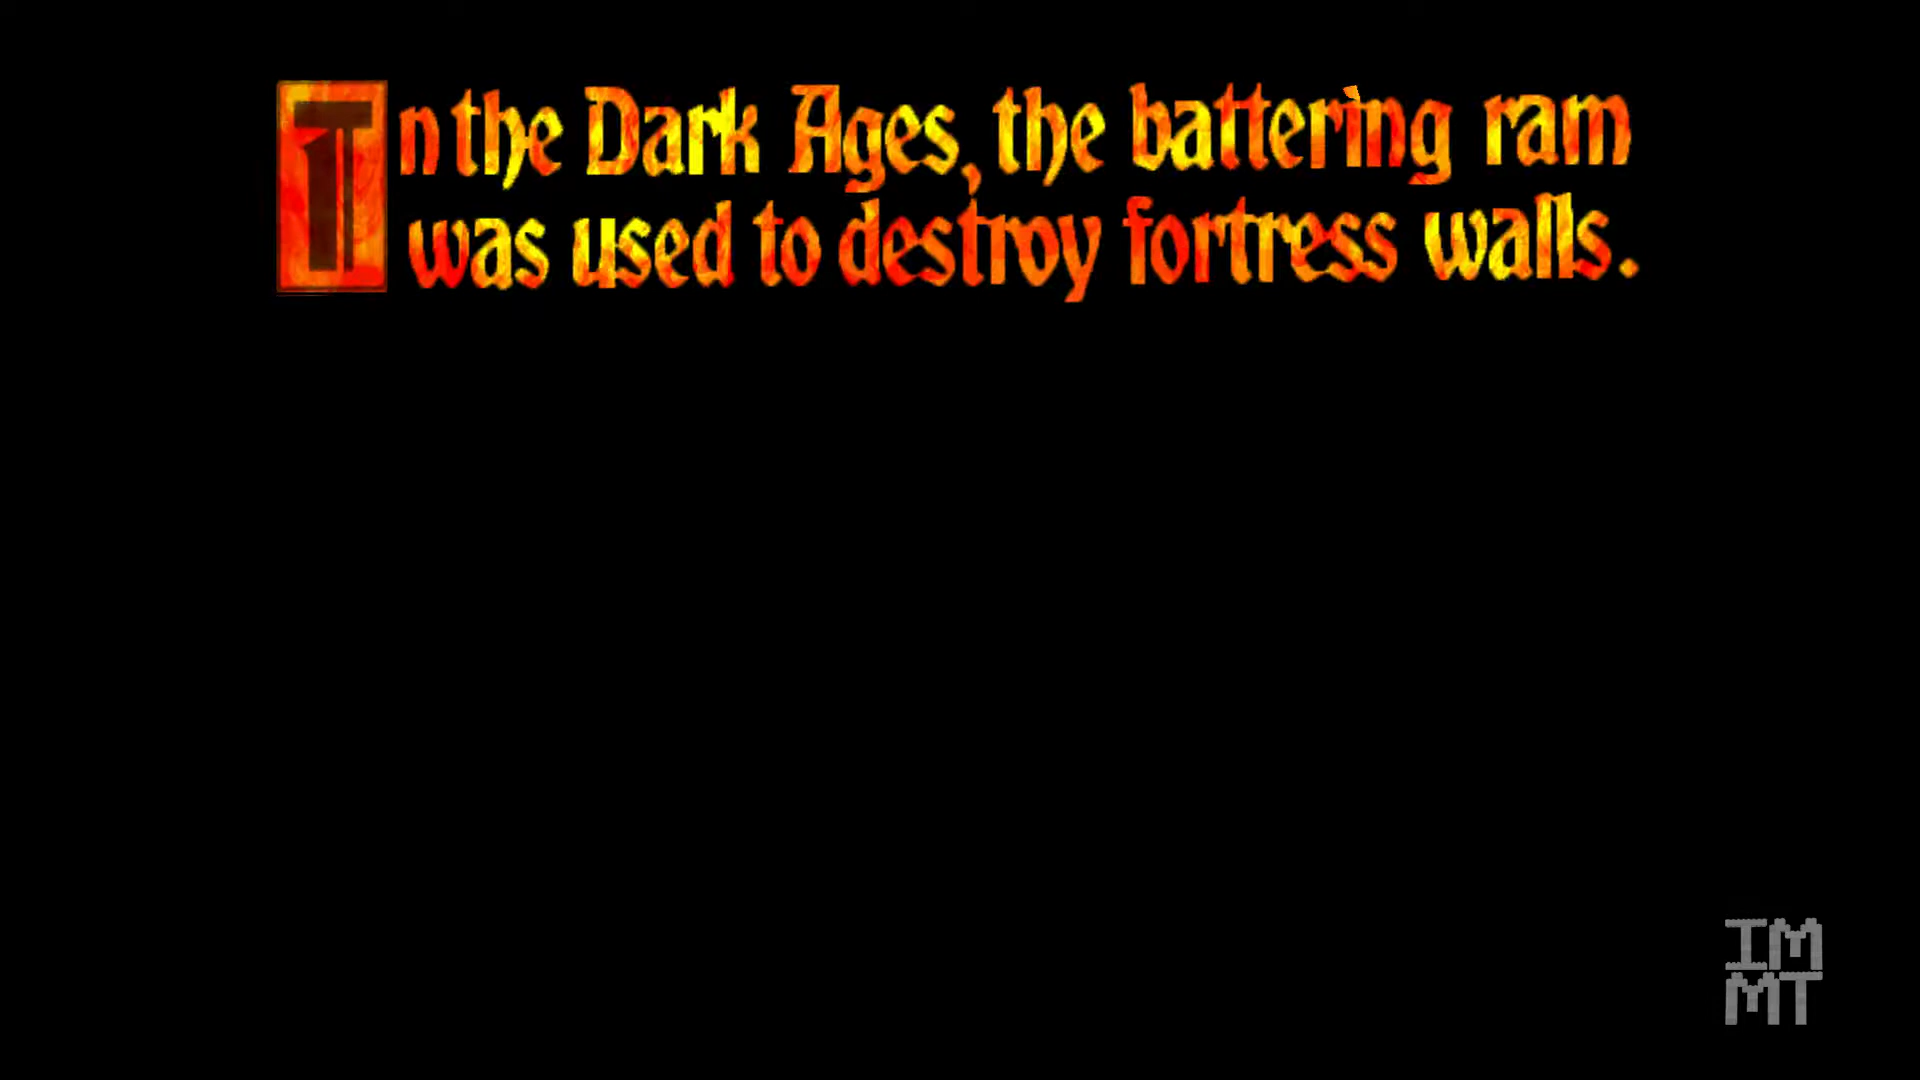 In the Dark Ages, the battering ram
was used to destroy fortress walls.
IM
MT